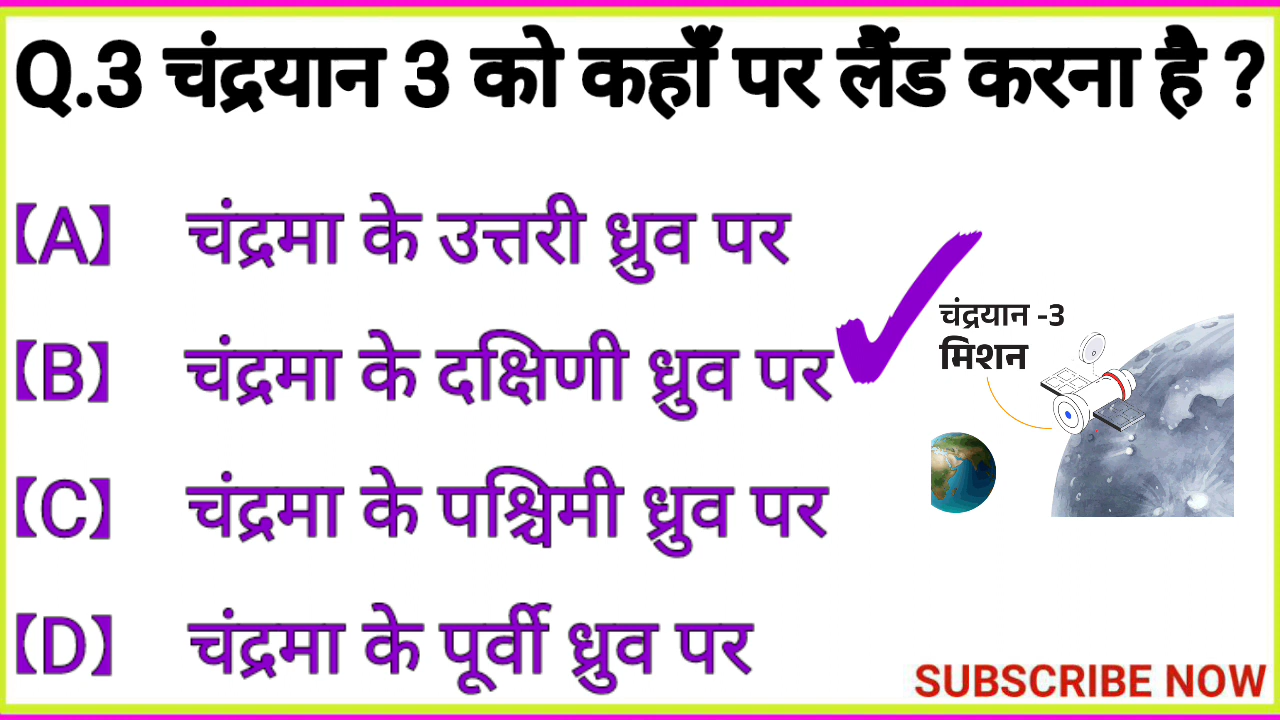 Q.3 चंद्रयान 3 को कहाँ पर लैंड करना है ?
【A】 चंद्रमा के उत्तरी ध्रुव पर
【B】 चंद्रमा के दक्षिणी ध्रुव पर
चंद्रयान -3
मिशन
【C】 चंद्रमा के पश्चिमी ध्रुव पर
【D】 चंद्रमा के पूर्वी ध्रुव पर
SUBSCRIBE NOW